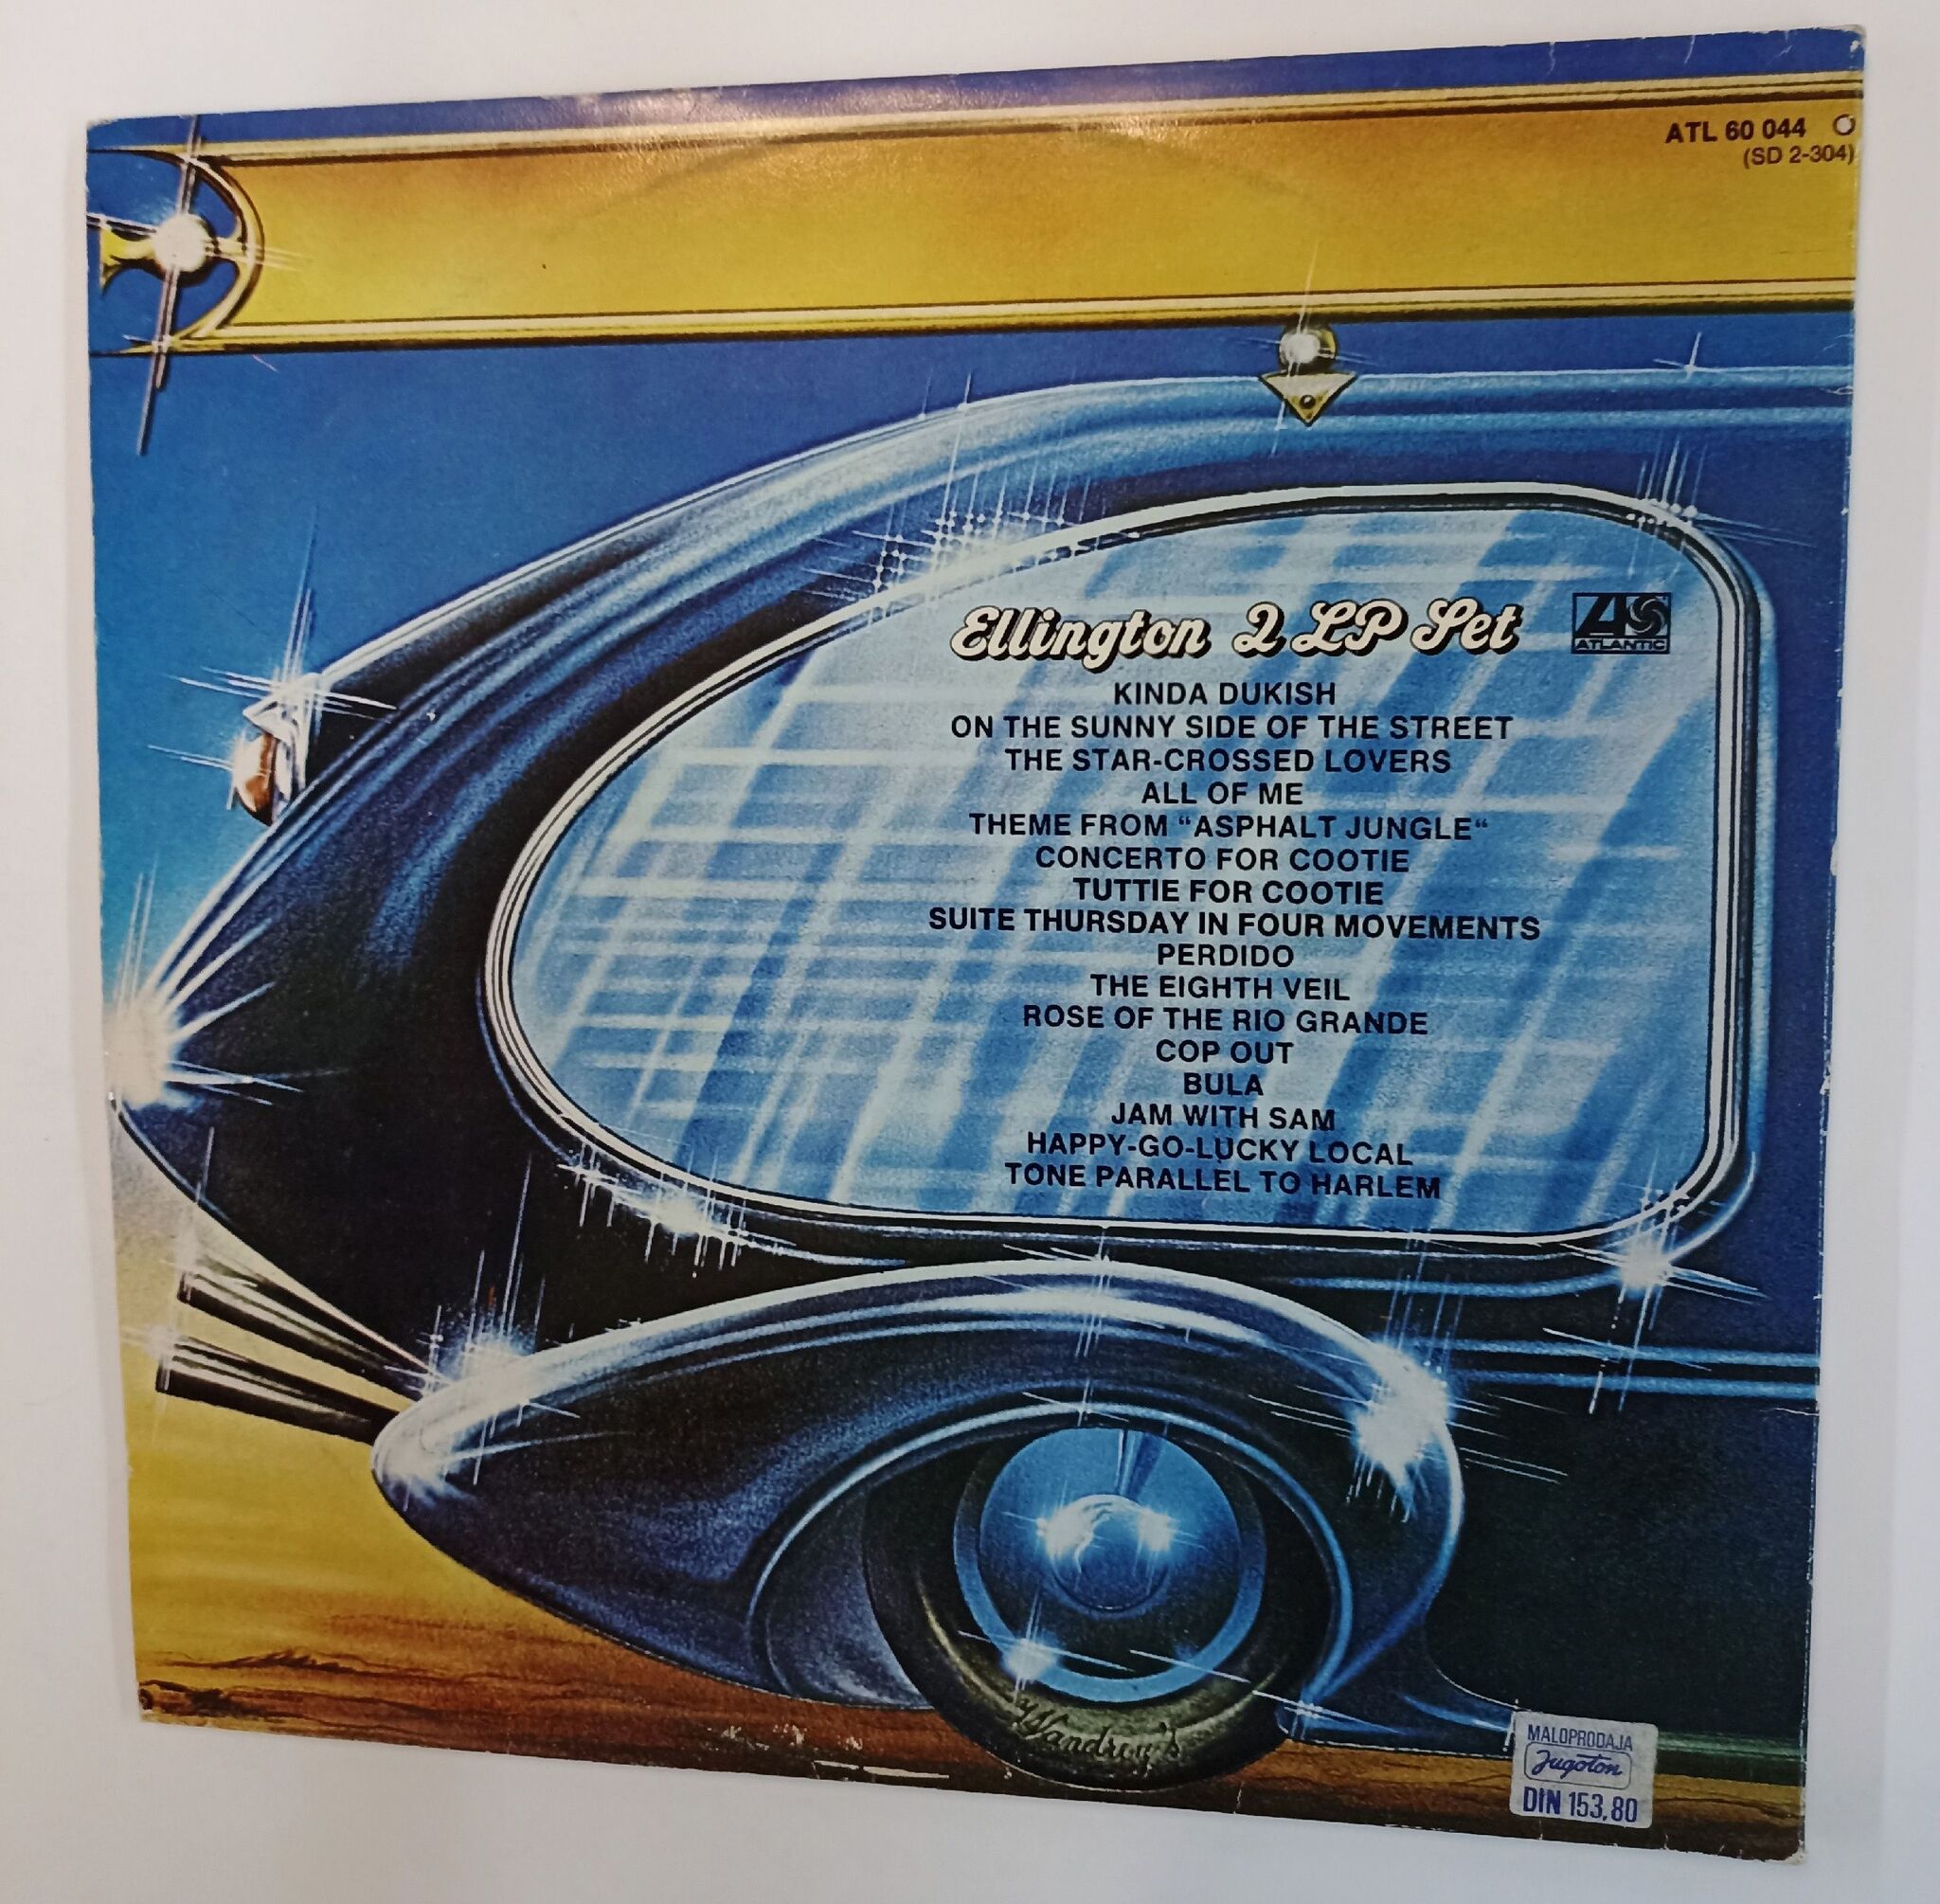 ATL 60 044
(SD 2-304)
Ellington 2 LP Set
ATLANTIC
KINDA DUKISH
ON THE SUNNY SIDE OF THE STREET
THE STAR-CROSSED LOVERS
ALL OF ME
THEME FROM “ASPHALT JUNGLE“
CONCERTO FOR COOTIE
TUTTIE FOR COOTIE
SUITE THURSDAY IN FOUR MOVEMENTS
PERDIDO
THE EIGHTH VEIL
ROSE OF THE RIO GRANDE
COP OUT
BULA
JAM WITH SAM
HAPPY-GO-LUCKY LOCAL
TONE PARALLEL TO HARLEM
MALOPRODAJA
Jugoton
DIN 153,80